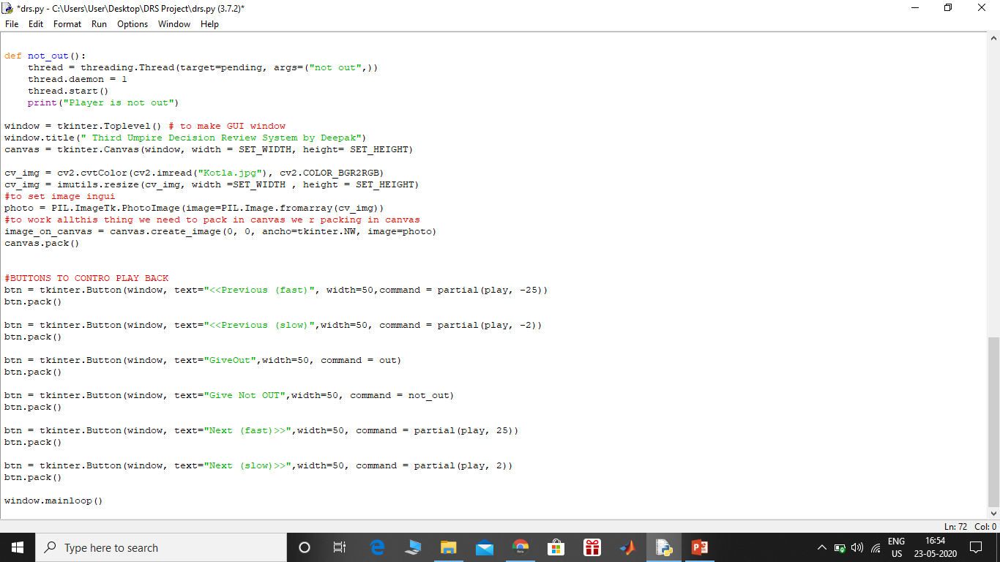 *drs.py - C:\Users\User\Desktop\DRS Project\drs.py (3.7.2)*
File Edit Format Run Options Window Help
def not_out():
    thread = threading.Thread(target=pending, args=("not out",))
    thread.daemon = 1
    thread.start()
    print("Player is not out")
window = tkinter.Toplevel() # to make GUI window
window.title(" Third Umpire Decision Review System by Deepak")
canvas = tkinter.Canvas(window, width = SET_WIDTH, height= SET_HEIGHT)
cv_img = cv2.cvtColor(cv2.imread("Kotla.jpg"), cv2.COLOR_BGR2RGB)
cv_img = imutils.resize(cv_img, width =SET_WIDTH , height = SET_HEIGHT)
#to set image ingui
photo = PIL.ImageTk.PhotoImage(image=PIL.Image.fromarray(cv_img))
#to work allthis thing we need to pack in canvas we r packing in canvas
image_on_canvas = canvas.create_image(0, 0, ancho=tkinter.NW, image=photo)
canvas.pack()
#BUTTONS TO CONTRO PLAY BACK
btn = tkinter.Button(window, text="<<Previous (fast)", width=50,command = partial(play, -25))
btn.pack()
btn = tkinter.Button(window, text="<<Previous (slow)",width=50, command = partial(play, -2))
btn.pack()
btn = tkinter.Button(window, text="GiveOut",width=50, command = out)
btn.pack()
btn = tkinter.Button(window, text="Give Not OUT",width=50, command = not_out)
btn.pack()
btn = tkinter.Button(window, text="Next (fast)>>",width=50, command = partial(play, 25))
btn.pack()
btn = tkinter.Button(window, text="Next (slow)>>",width=50, command = partial(play, 2))
btn.pack()
window.mainloop()
Ln: 72 Col: 0
Type here to search
ENG
US
16:54
23-05-2020